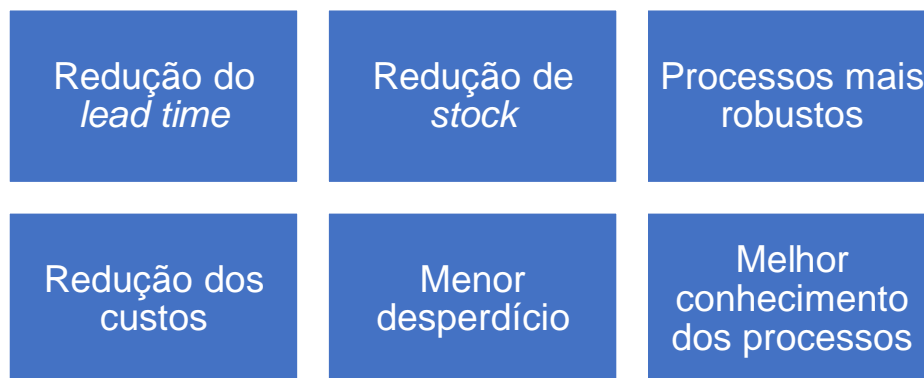 Redução do
lead time
Redução de
stock
Processos mais
robustos
Redução dos
custos
Menor
desperdício
Melhor
conhecimento
dos processos